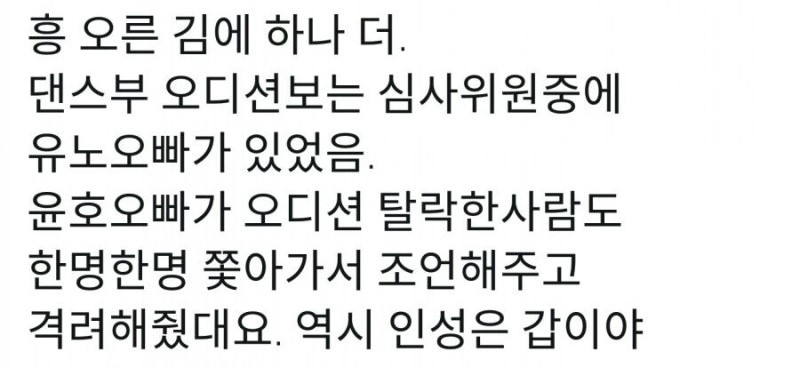 흥 오른 김에 하나 더.
댄스부 오디션보는 심사위원중에
유노오빠가 있었음.
윤호오빠가 오디션 탈락한사람도
한명한명 쫓아가서 조언해주고
격려해줬대요. 역시 인성은 갑이야